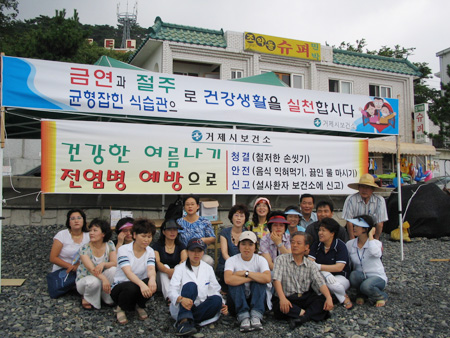 조약돌수퍼
금연과 절주
균형잡힌 식습관으로 건강생활을 실천합시다
거제시보건소
거제시보건소
건강한 여름나기
전염병 예방으로
청결 (철저한 손씻기)
안전 (음식 익혀먹기, 끓인 물 마시기)
신고 (설사환자 보건소에 신고)